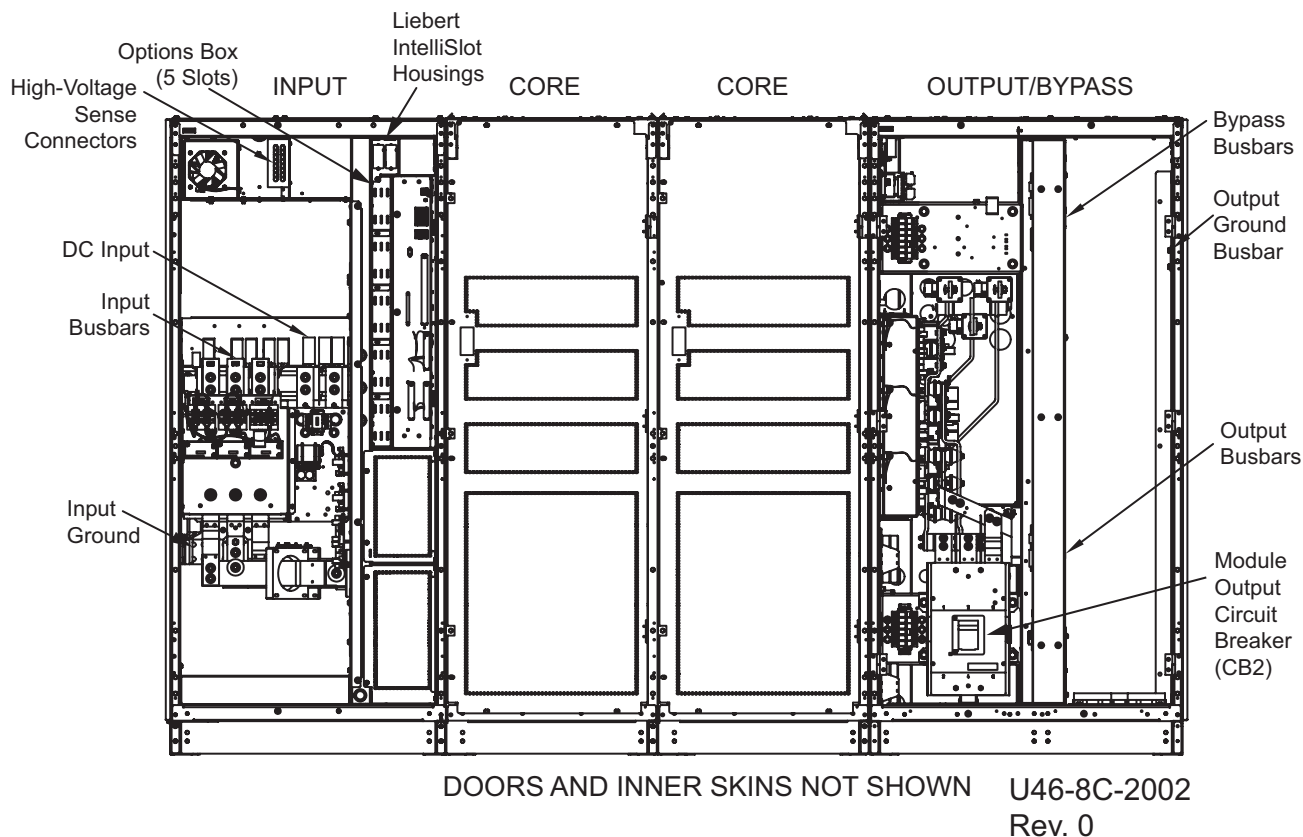 Liebert
IntelliSlot
Housings
Options Box
(5 Slots)
High-Voltage
Sense
Connectors
INPUT
CORE
CORE
OUTPUT/BYPASS
Bypass
Busbars
Output
Ground
Busbar
DC Input
Input
Busbars
Output
Busbars
Input
Ground
Module
Output
Circuit
Breaker
(CB2)
DOORS AND INNER SKINS NOT SHOWN
U46-8C-2002
Rev. 0